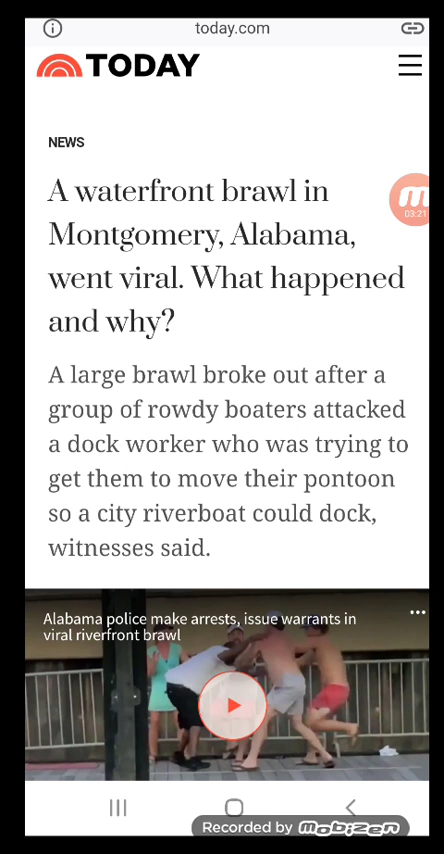 today.com
TODAY
NEWS
A waterfront brawl in
Montgomery, Alabama,
went viral. What happened
and why?
m
03:21
A large brawl broke out after a
group of rowdy boaters attacked
a dock worker who was trying to
get them to move their pontoon
so a city riverboat could dock,
witnesses said.
Alabama police make arrests, issue warrants in
viral riverfront brawl
Recorded by mobizen